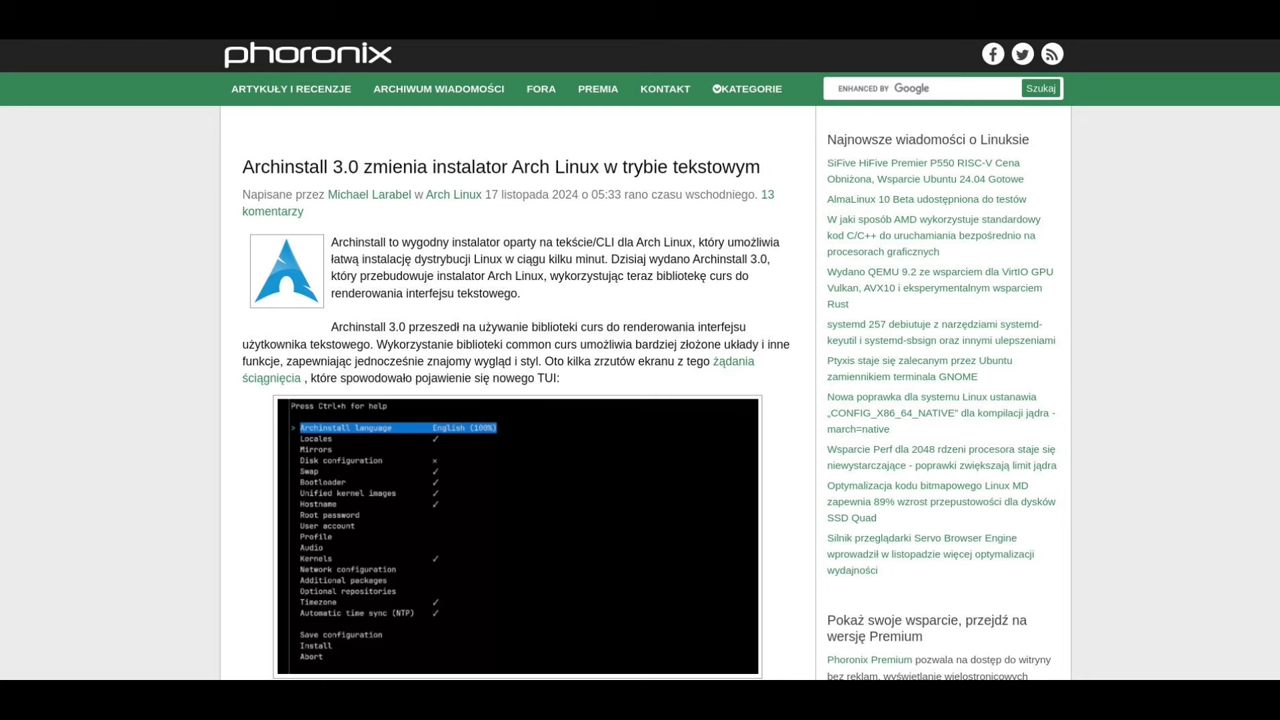 phoronix
ARTYKUŁY I RECENZJE ARCHIWUM WIADOMOŚCI FORA PREMIA KONTAKT KATEGORIE
ENHANCED BY Google Szukaj
Archinstall 3.0 zmienia instalator Arch Linux w trybie tekstowym
Napisane przez Michael Larabel w Arch Linux 17 listopada 2024 o 05:33 rano czasu wschodniego. 13
komentarzy
Archinstall to wygodny instalator oparty na tekście/CLI dla Arch Linux, który umożliwia
łatwą instalację dystrybucji Linux w ciągu kilku minut. Dzisiaj wydano Archinstall 3.0,
który przebudowuje instalator Arch Linux, wykorzystując teraz bibliotekę curs do
renderowania interfejsu tekstowego.
Archinstall 3.0 przeszedł na używanie biblioteki curs do renderowania interfejsu
użytkownika tekstowego. Wykorzystanie biblioteki common curs umożliwia bardziej złożone układy i inne
funkcje, zapewniając jednocześnie znajomy wygląd i styl. Oto kilka zrzutów ekranu z tego żądania
ściągnięcia , które spowodowało pojawienie się nowego TUI:
Press Ctrl+h for help
> Archinstall language English (100%)
Locales ✓
Mirrors
Disk configuration ×
Swap ✓
Bootloader ✓
Unified kernel images ✓
Hostname ✓
Root password
User account
Profile
Audio
Kernels ✓
Network configuration
Additional packages
Optional repositories
Timezone ✓
Automatic time sync (NTP) ✓
Save configuration
Install
Abort
Najnowsze wiadomości o Linuksie
SiFive HiFive Premier P550 RISC-V Cena
Obniżona, Wsparcie Ubuntu 24.04 Gotowe
AlmaLinux 10 Beta udostępniona do testów
W jaki sposób AMD wykorzystuje standardowy
kod C/C++ do uruchamiania bezpośrednio na
procesorach graficznych
Wydano QEMU 9.2 ze wsparciem dla VirtIO GPU
Vulkan, AVX10 i eksperymentalnym wsparciem
Rust
systemd 257 debiutuje z narzędziami systemd-
keyutil i systemd-sbsign oraz innymi ulepszeniami
Ptyxis staje się zalecanym przez Ubuntu
zamiennikiem terminala GNOME
Nowa poprawka dla systemu Linux ustanawia
„CONFIG_X86_64_NATIVE” dla kompilacji jądra -
march=native
Wsparcie Perf dla 2048 rdzeni procesora staje się
niewystarczające - poprawki zwiększają limit jądra
Optymalizacja kodu bitmapowego Linux MD
zapewnia 89% wzrost przepustowości dla dysków
SSD Quad
Silnik przeglądarki Servo Browser Engine
wprowadził w listopadzie więcej optymalizacji
wydajności
Pokaż swoje wsparcie, przejdź na
wersję Premium
Phoronix Premium pozwala na dostęp do witryny
bez reklam, wyświetlanie wielostronicowych